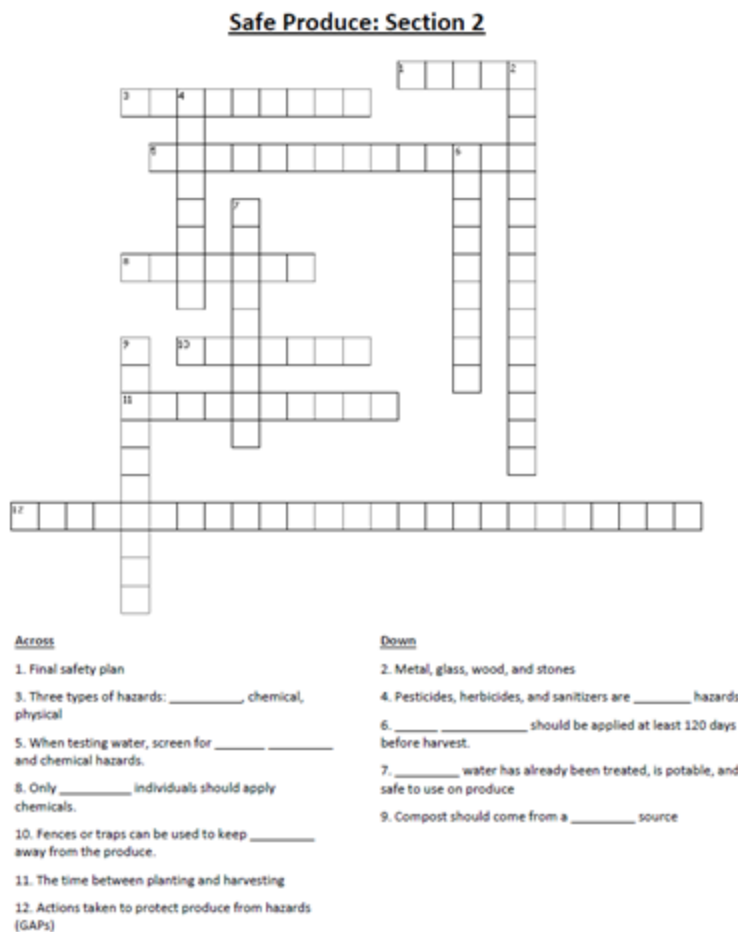 Safe Produce: Section 2
1
2
3
4
5
6
7
8
9
10
11
12
Across
1. Final safety plan
3. Three types of hazards: __________, chemical,
physical
5. When testing water, screen for _______ _________
and chemical hazards.
8. Only __________ individuals should apply
chemicals.
10. Fences or traps can be used to keep _________
away from the produce.
11. The time between planting and harvesting
12. Actions taken to protect produce from hazards
(GAPs)
Down
2. Metal, glass, wood, and stones
4. Pesticides, herbicides, and sanitizers are ________ hazards
6. ______ ____________ should be applied at least 120 days
before harvest.
7. _________ water has already been treated, is potable, and
safe to use on produce
9. Compost should come from a _________ source